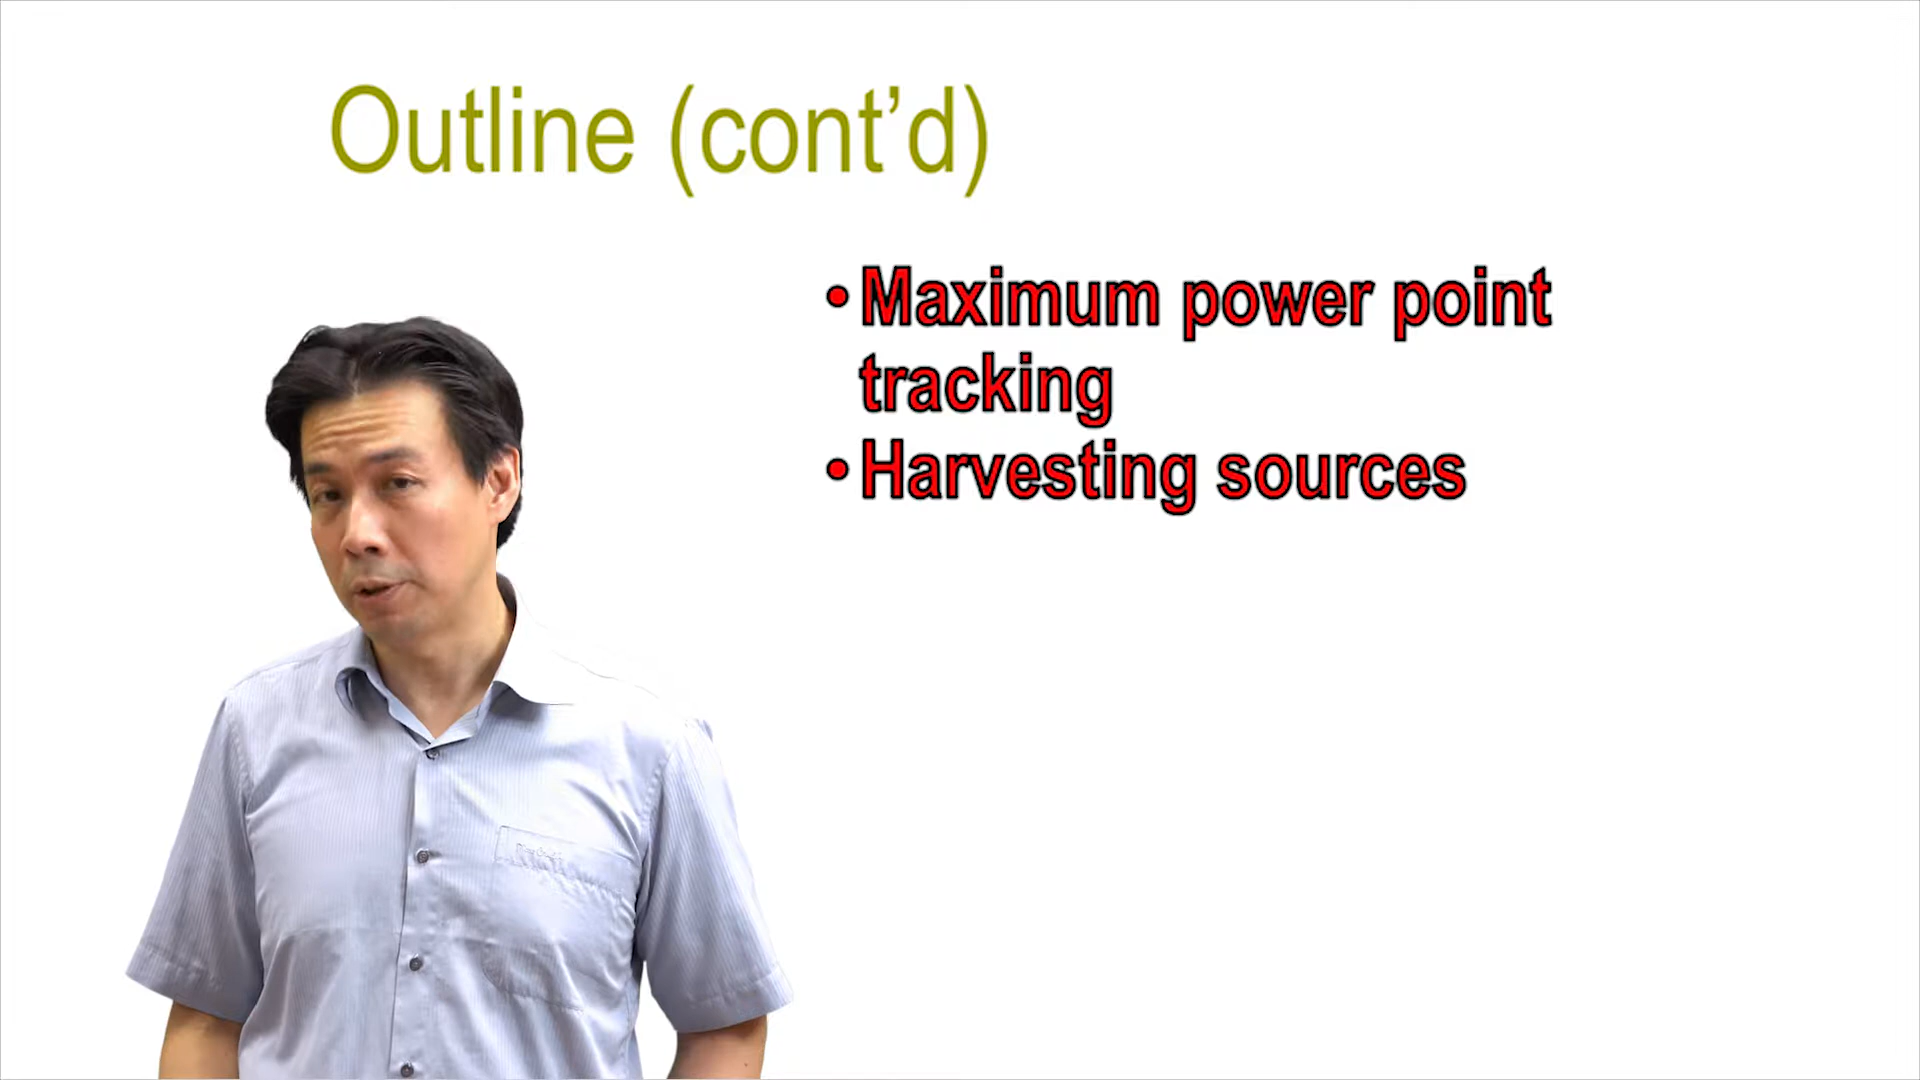 Outline (cont’d)
•Maximum power point
tracking
•Harvesting sources